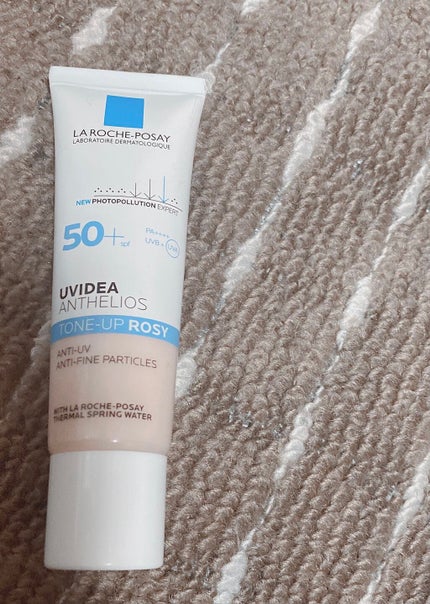 LA ROCHE-POSAY
LABORATOIRE DERMATOLOGIQUE
NEW PHOTOPOLLUTION EXPERT
50+ spf
PA++++
UVB + UVA
UVIDEA
ANTHELIOS
TONE-UP ROSY
ANTI-UV
ANTI-FINE PARTICLES
WITH LA ROCHE-POSAY
THERMAL SPRING WATER